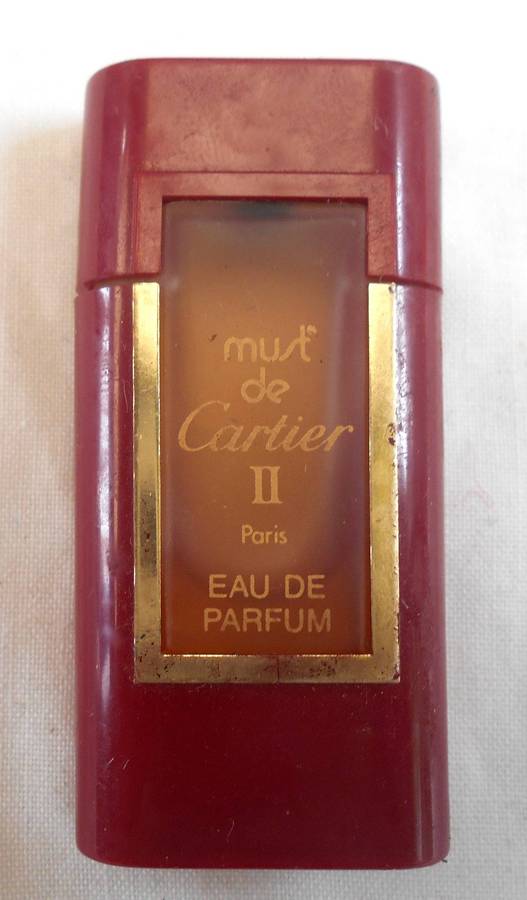 must
de
Cartier
II
Paris
EAU DE
PARFUM